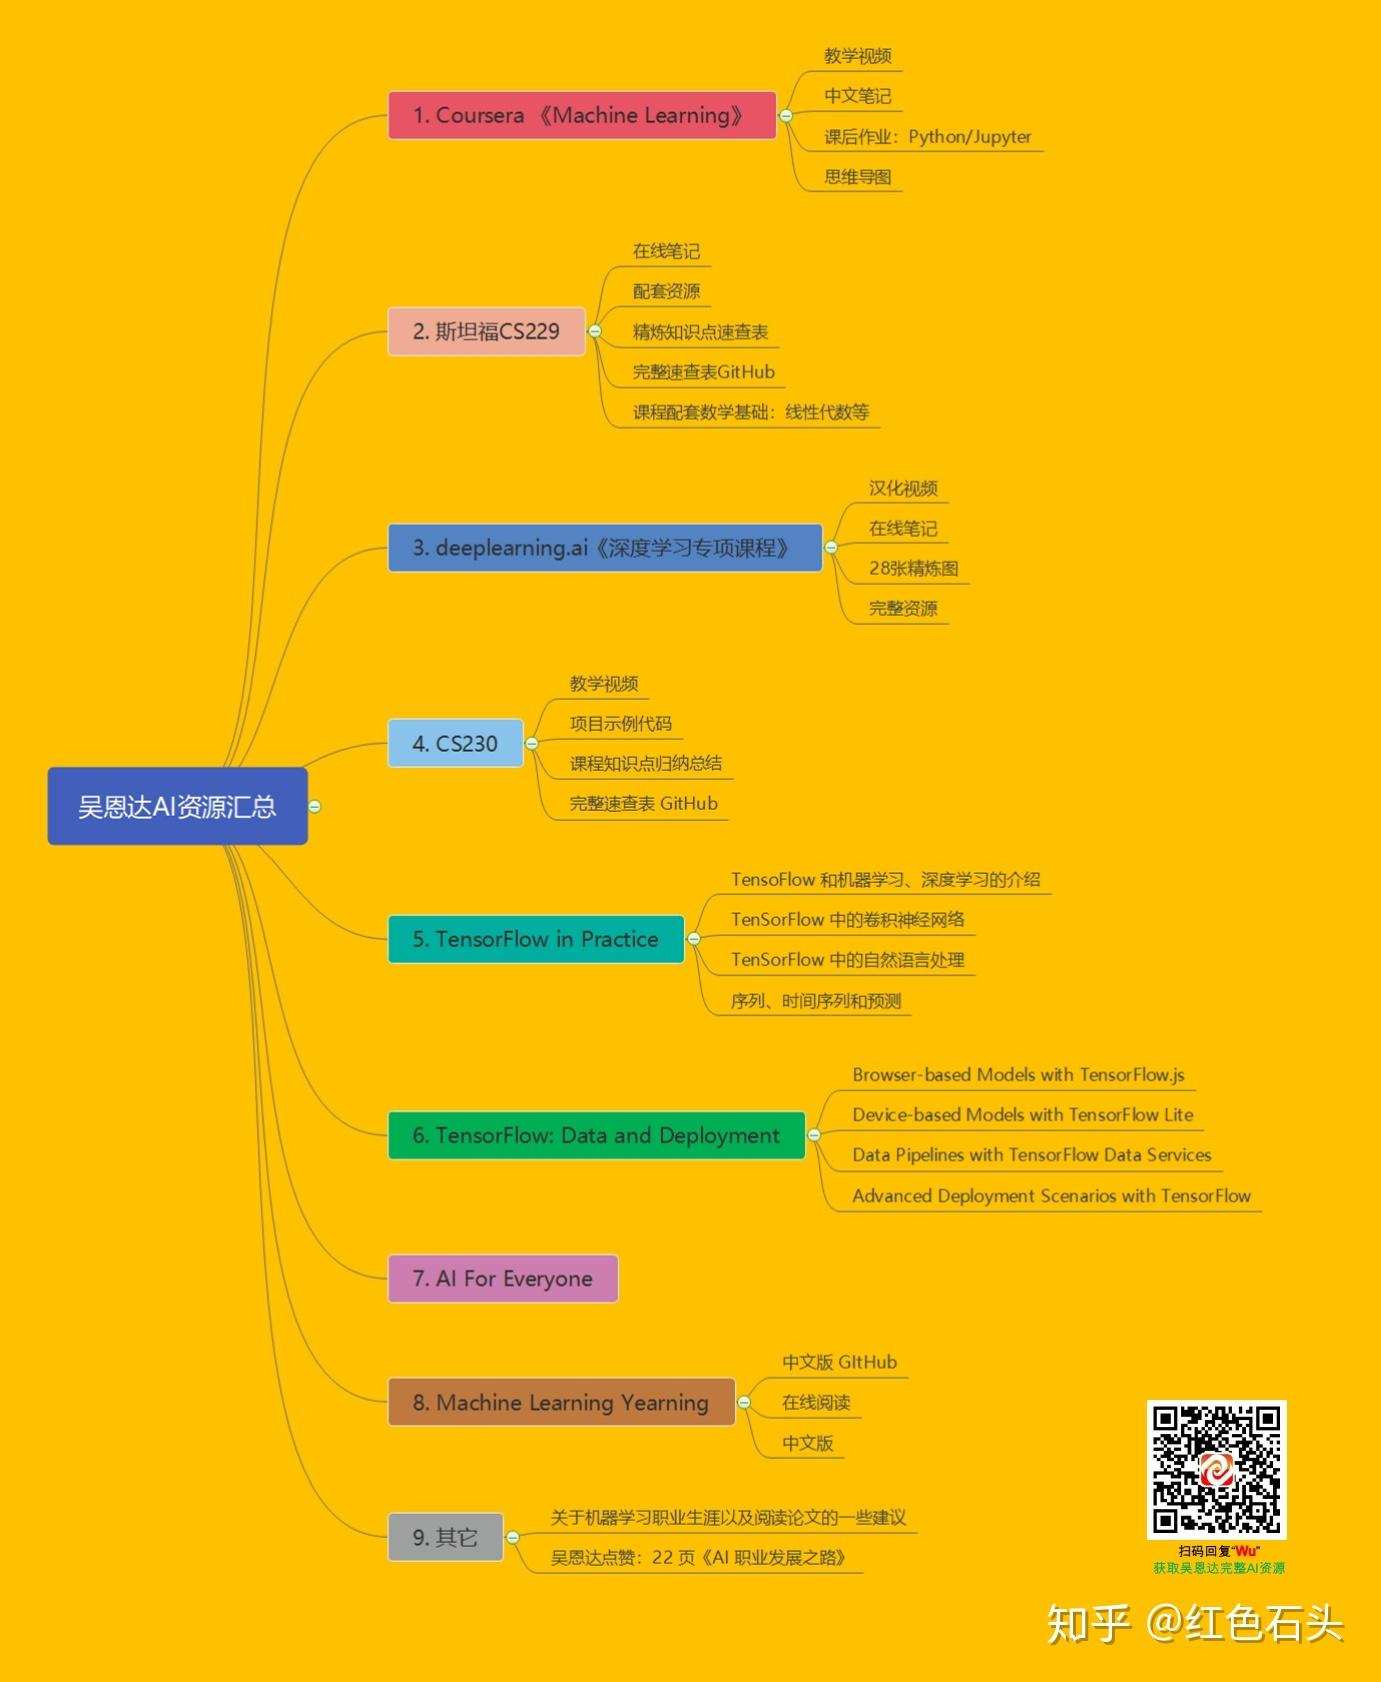 吴恩达AI资源汇总
1. Coursera 《Machine Learning》
教学视频
中文笔记
课后作业：Python/Jupyter
思维导图
2. 斯坦福CS229
在线笔记
配套资源
精炼知识点速查表
完整速查表GitHub
课程配套数学基础：线性代数等
3. deeplearning.ai《深度学习专项课程》
汉化视频
在线笔记
28张精炼图
完整资源
4. CS230
教学视频
项目示例代码
课程知识点归纳总结
完整速查表 GitHub
5. TensorFlow in Practice
TensoFlow 和机器学习、深度学习的介绍
TenSorFlow 中的卷积神经网络
TenSorFlow 中的自然语言处理
序列、时间序列和预测
6. TensorFlow: Data and Deployment
Browser-based Models with TensorFlow.js
Device-based Models with TensorFlow Lite
Data Pipelines with TensorFlow Data Services
Advanced Deployment Scenarios with TensorFlow
7. AI For Everyone
8. Machine Learning Yearning
中文版 GItHub
在线阅读
中文版
9. 其它
关于机器学习职业生涯以及阅读论文的一些建议
吴恩达点赞：22 页《AI 职业发展之路》
扫码回复"Wu"
获取吴恩达完整AI资源
知乎 @红色石头